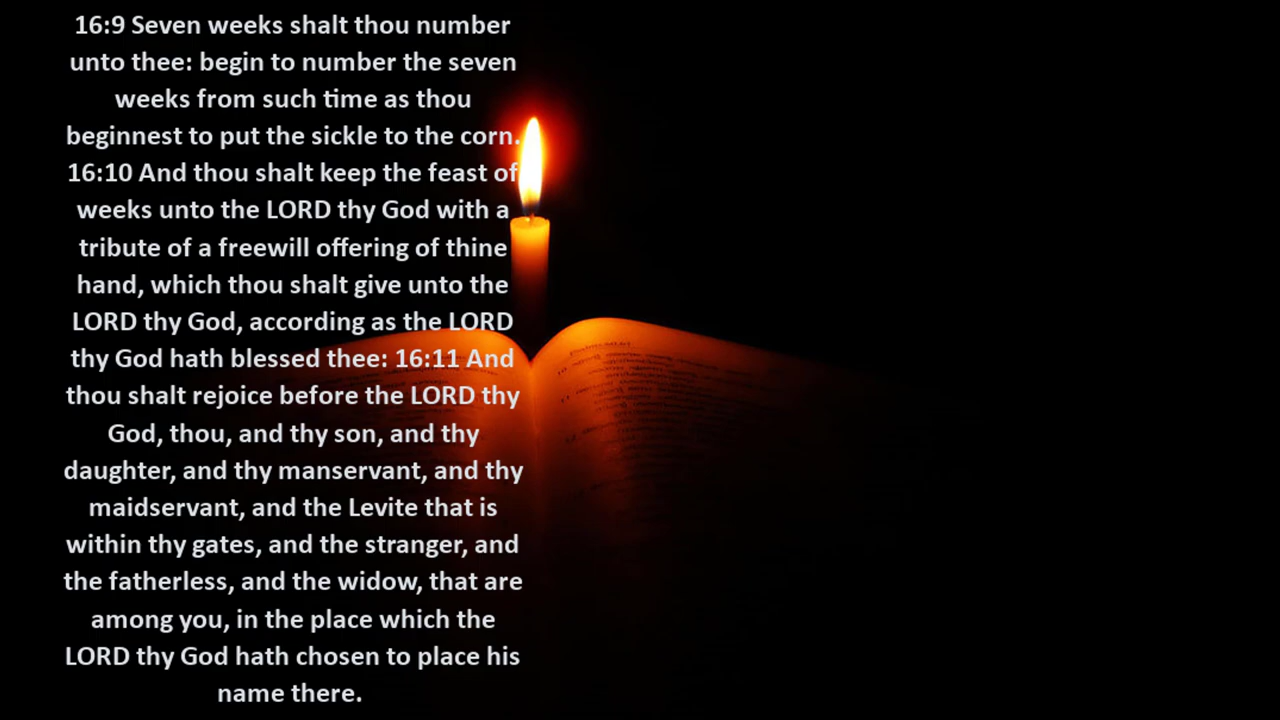 16:9 Seven weeks shalt thou number
unto thee: begin to number the seven
weeks from such time as thou
beginnest to put the sickle to the corn.
16:10 And thou shalt keep the feast of
weeks unto the LORD thy God with a
tribute of a freewill offering of thine
hand, which thou shalt give unto the
LORD thy God, according as the LORD
thy God hath blessed thee: 16:11 And
thou shalt rejoice before the LORD thy
God, thou, and thy son, and thy
daughter, and thy manservant, and thy
maidservant, and the Levite that is
within thy gates, and the stranger, and
the fatherless, and the widow, that are
among you, in the place which the
LORD thy God hath chosen to place his
name there.